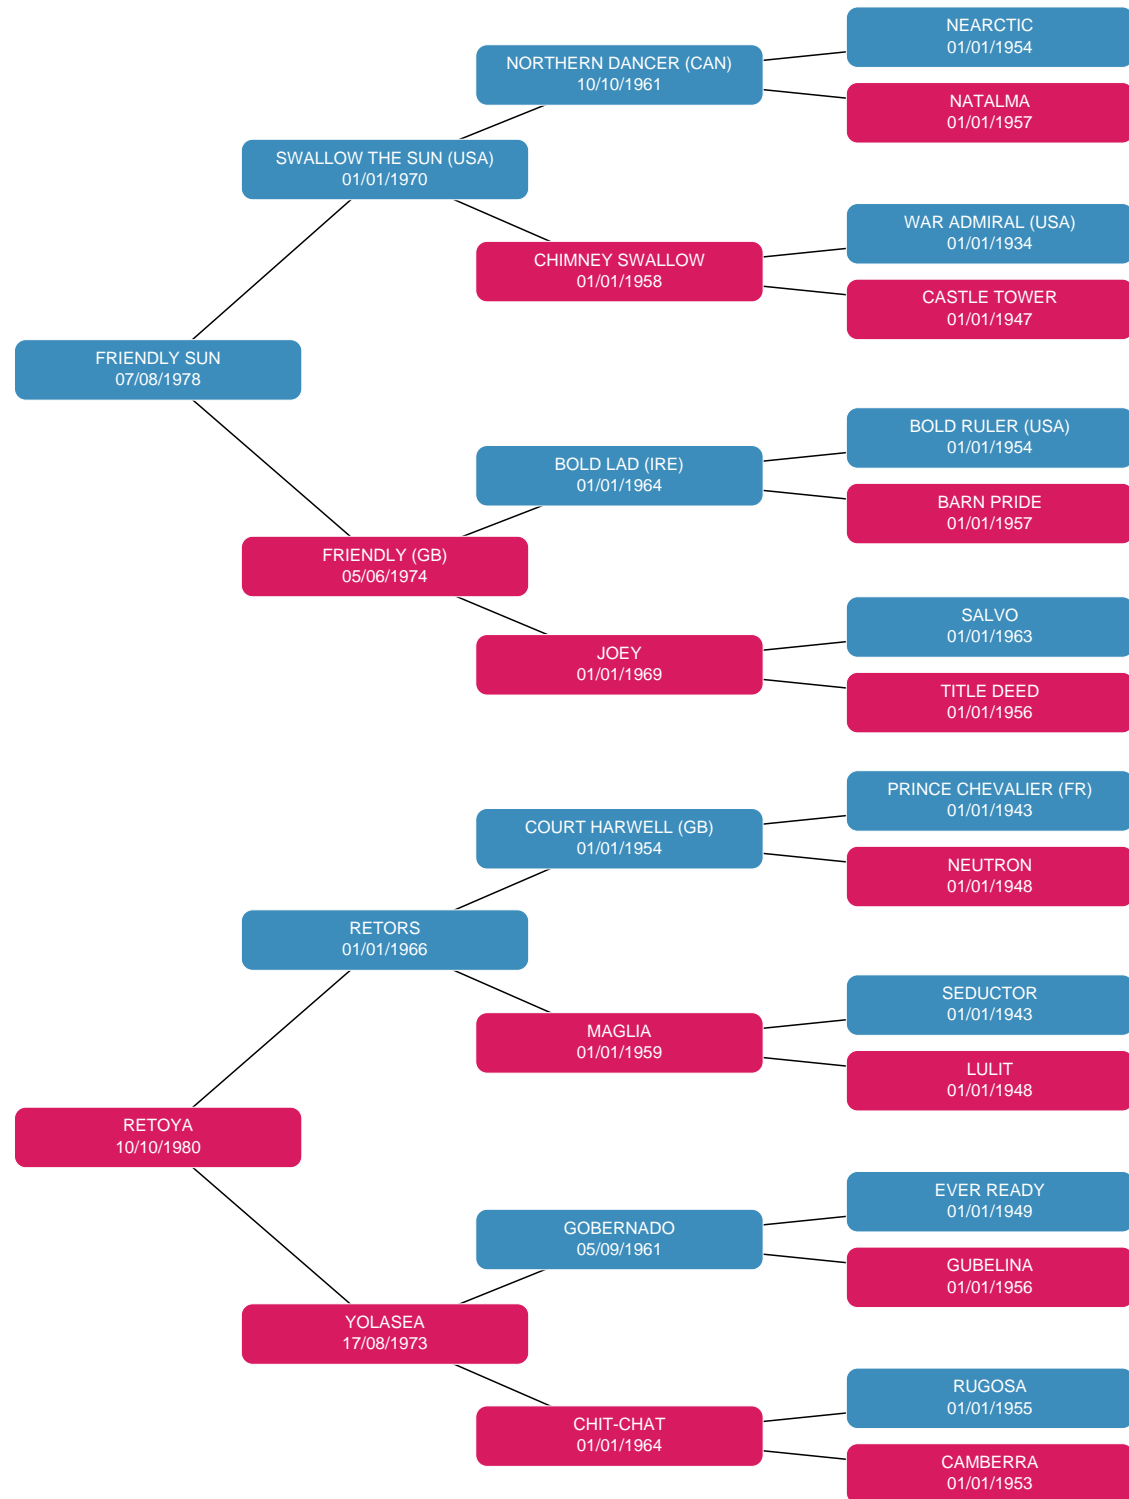 NEARCTIC
01/01/1954
NORTHERN DANCER (CAN)
10/10/1961
NATALMA
01/01/1957
SWALLOW THE SUN (USA)
01/01/1970
WAR ADMIRAL (USA)
01/01/1934
CHIMNEY SWALLOW
01/01/1958
CASTLE TOWER
01/01/1947
FRIENDLY SUN
07/08/1978
BOLD RULER (USA)
01/01/1954
BOLD LAD (IRE)
01/01/1964
BARN PRIDE
01/01/1957
FRIENDLY (GB)
05/06/1974
SALVO
01/01/1963
JOEY
01/01/1969
TITLE DEED
01/01/1956
PRINCE CHEVALIER (FR)
01/01/1943
COURT HARWELL (GB)
01/01/1954
NEUTRON
01/01/1948
RETORS
01/01/1966
SEDUCTOR
01/01/1943
MAGLIA
01/01/1959
LULIT
01/01/1948
RETOYA
10/10/1980
EVER READY
01/01/1949
GOBERNADO
05/09/1961
GUBELINA
01/01/1956
YOLASEA
17/08/1973
RUGOSA
01/01/1955
CHIT-CHAT
01/01/1964
CAMBERRA
01/01/1953